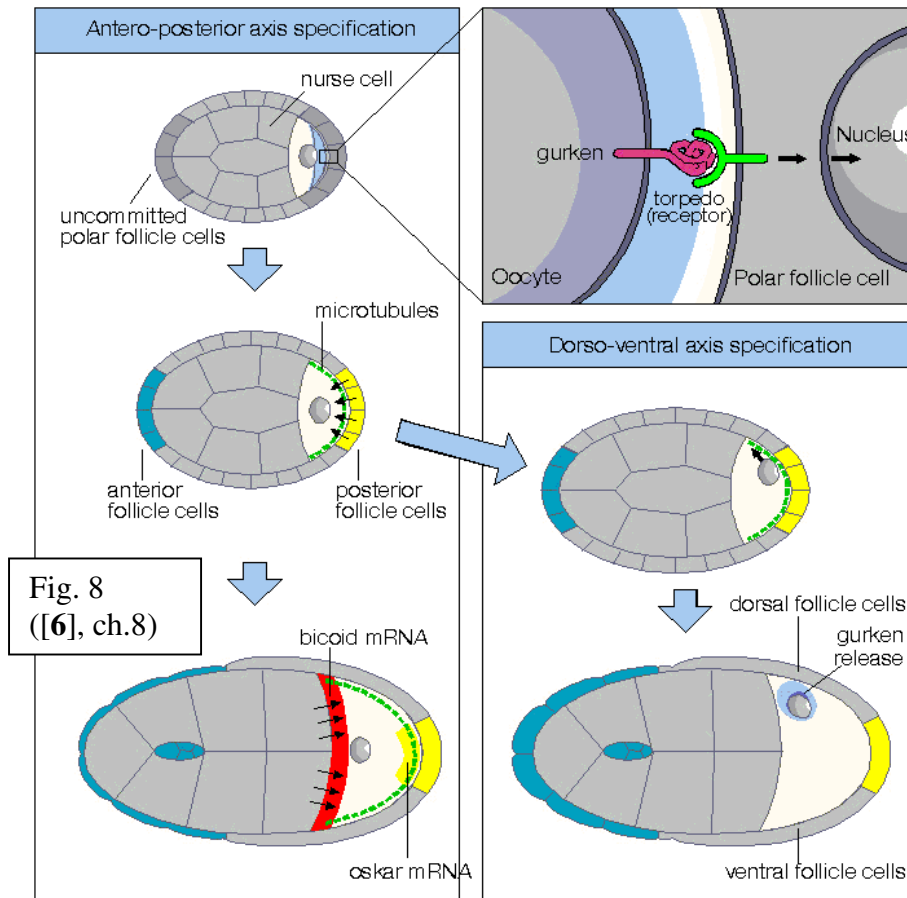 Antero-posterior axis specification
nurse cell
uncommitted
polar follicle cells
microtubules
anterior
follicle cells
posterior
follicle cells
Fig. 8
([6], ch.8)
bicoid mRNA
oskar mRNA
gurken
torpedo
(receptor)
Nucleus
Oocyte
Polar follicle cell
Dorso-ventral axis specification
dorsal follicle cells
gurken
release
ventral follicle cells